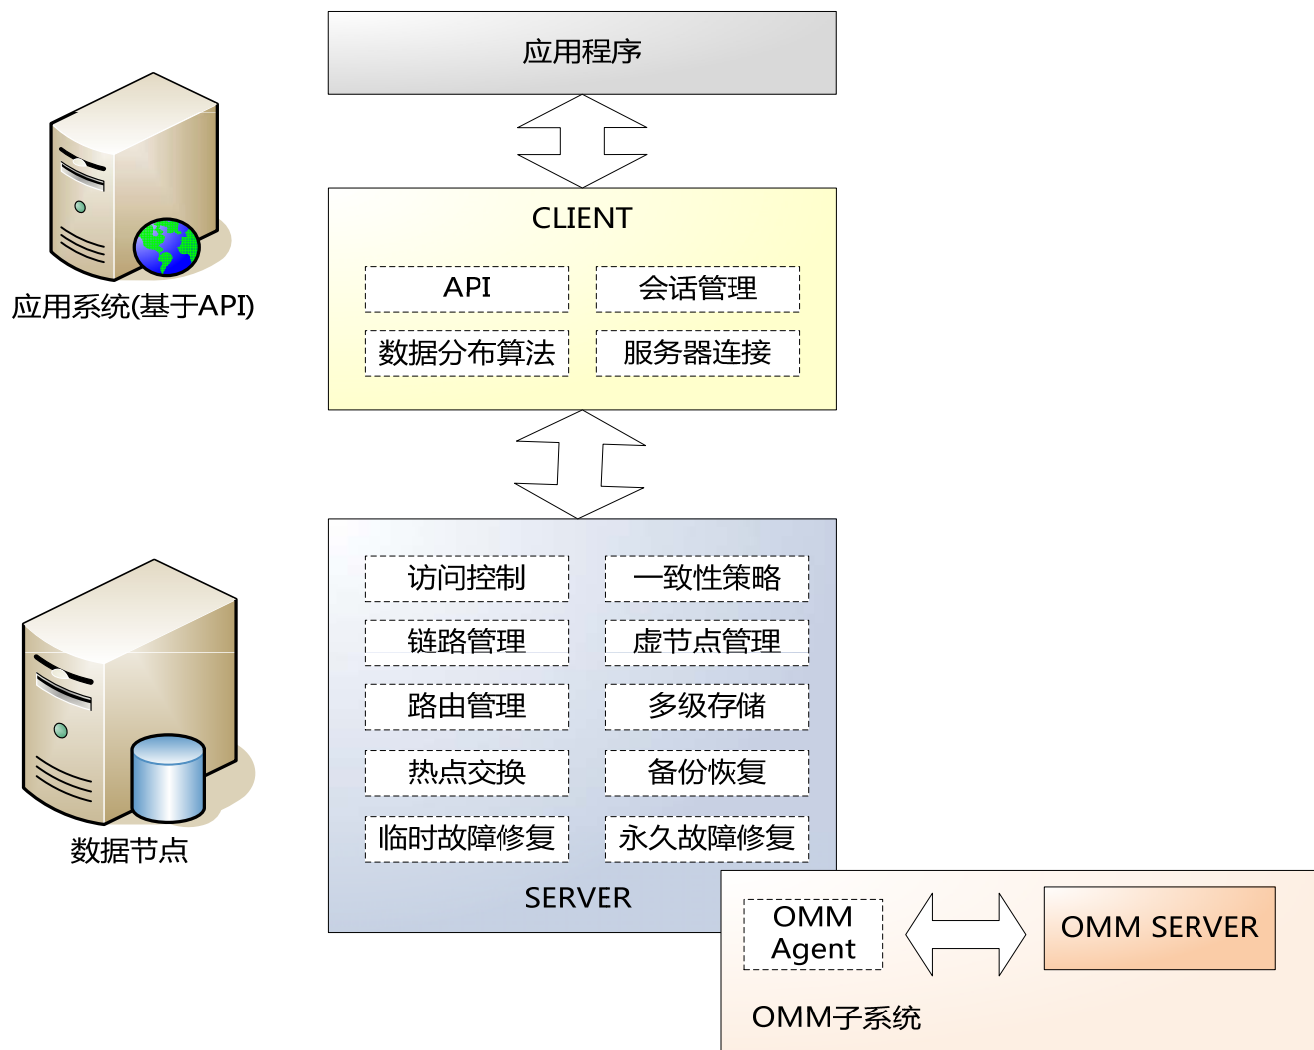 应用程序
CLIENT
API
会话管理
数据分布算法
服务器连接
应用系统(基于API)
访问控制
一致性策略
链路管理
虚节点管理
路由管理
多级存储
热点交换
备份恢复
临时故障修复
永久故障修复
数据节点
SERVER
OMM
Agent
OMM SERVER
OMM子系统